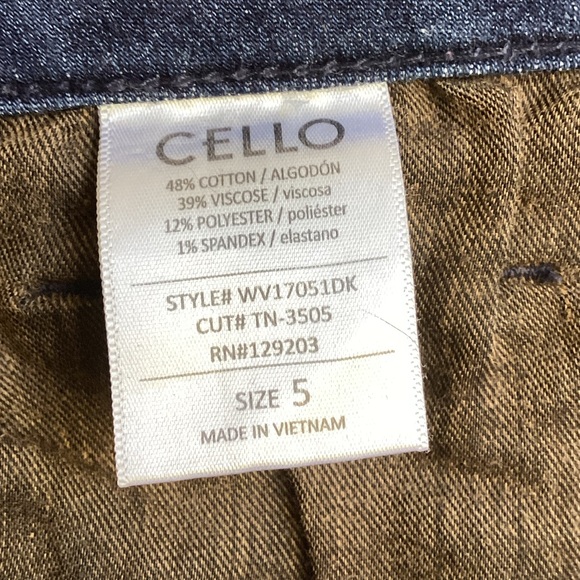 CELLO
48% COTTON / ALGODÓN
39% VISCOSE / viscosa
12% POLYESTER / poliéster
1% SPANDEX / elastano
STYLE# WV17051DK
CUT# TN-3505
RN#129203
SIZE 5
MADE IN VIETNAM